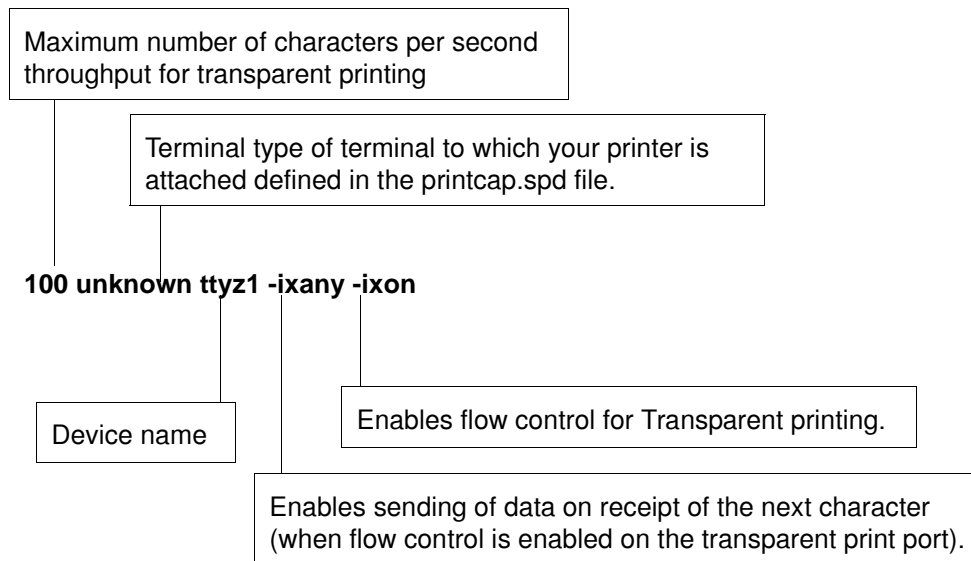 Maximum number of characters per second
throughput for transparent printing
Terminal type of terminal to which your printer is
attached defined in the printcap.spd file.
100 unknown ttyz1 -ixany -ixon
Device name
Enables flow control for Transparent printing.
Enables sending of data on receipt of the next character
(when flow control is enabled on the transparent print port).